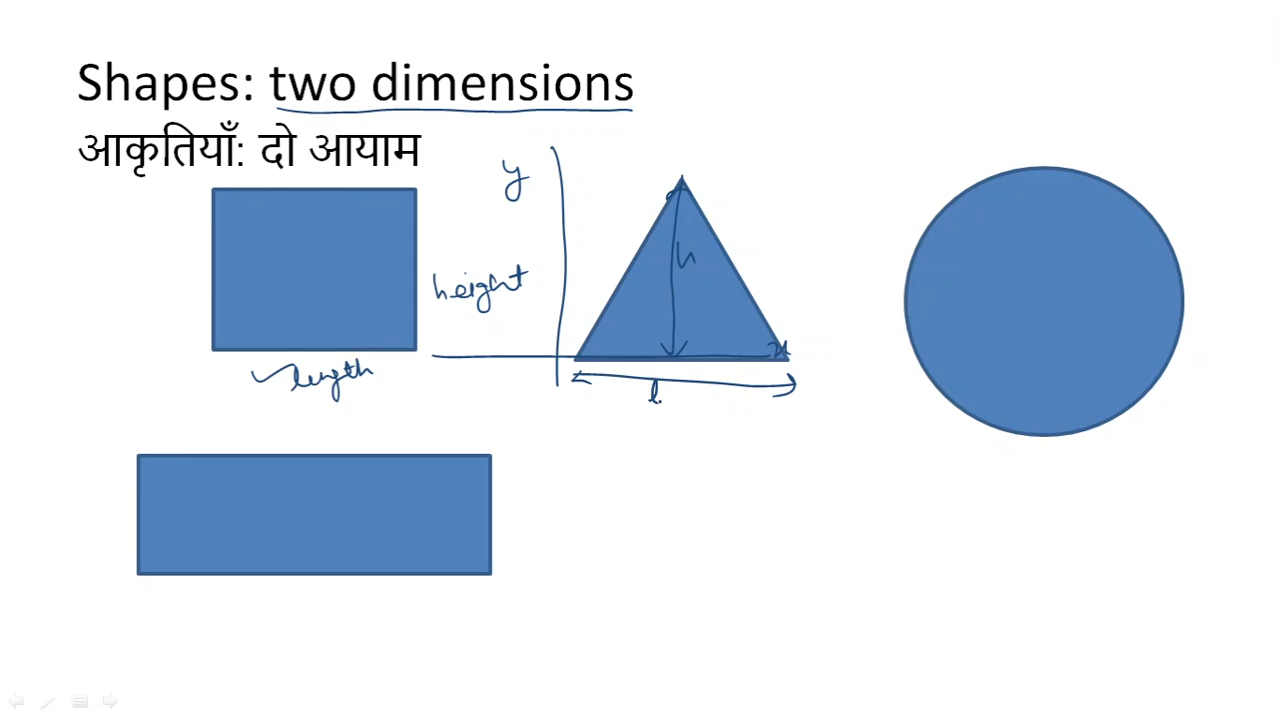 Shapes: two dimensions
आकृतियाँ: दो आयाम
y
height
h
x
length
l